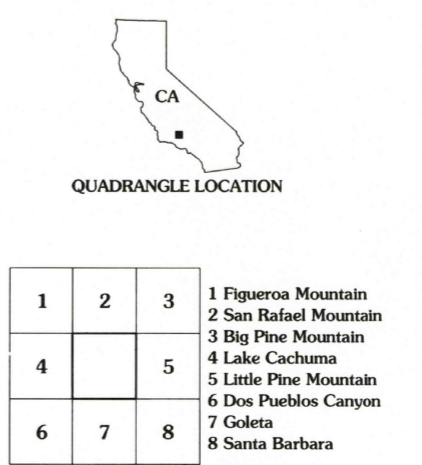 CA
QUADRANGLE LOCATION
1 2 3
4 5
6 7 8
1 Figueroa Mountain
2 San Rafael Mountain
3 Big Pine Mountain
4 Lake Cachuma
5 Little Pine Mountain
6 Dos Pueblos Canyon
7 Goleta
8 Santa Barbara